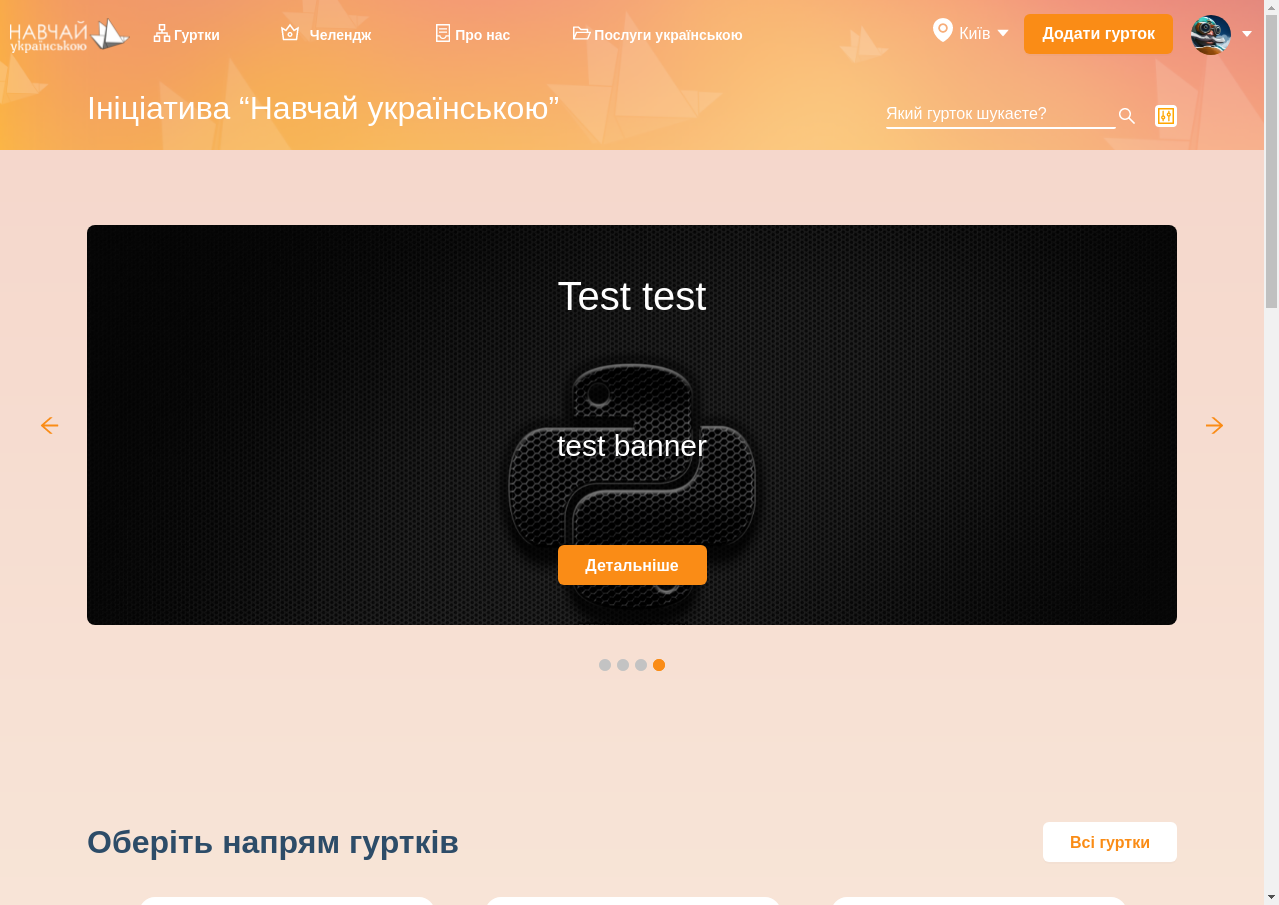 НАВЧАЙ
українською
Гуртки
Челендж
Про нас
Послуги українською
Київ
Додати гурток
Ініціатива “Навчай українською”
Який гурток шукаєте?
Test test
test banner
Детальніше
Оберіть напрям гуртків
Всі гуртки